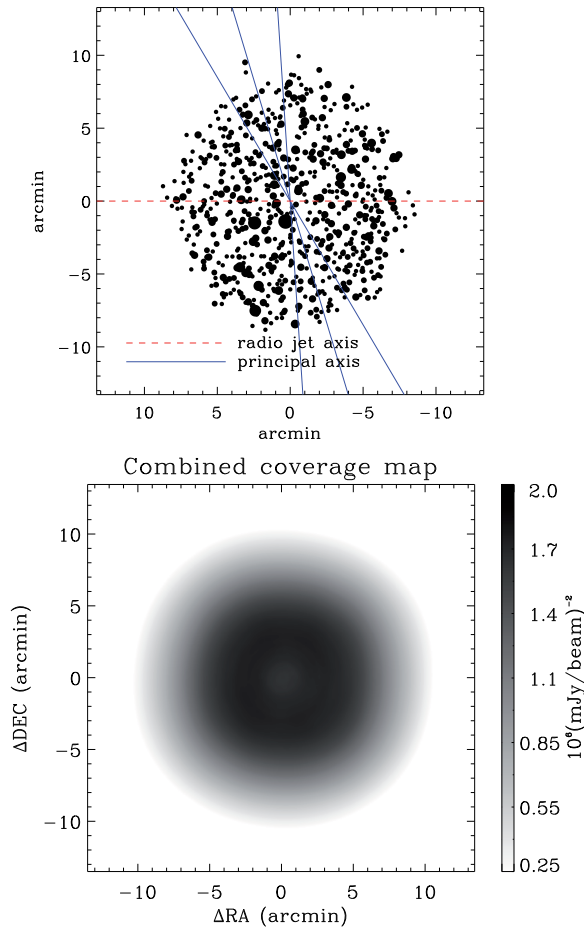 10
5
0
−5
−10
arcmin
radio jet axis
principal axis
10 5 0 −5 −10
arcmin
Combined coverage map
10
5
0
−5
−10
ΔDEC (arcmin)
−10 −5 0 5 10
ΔRA (arcmin)
2.0
1.7
1.4
1.1
0.85
0.55
0.25
10⁶(mJy/beam)⁻²